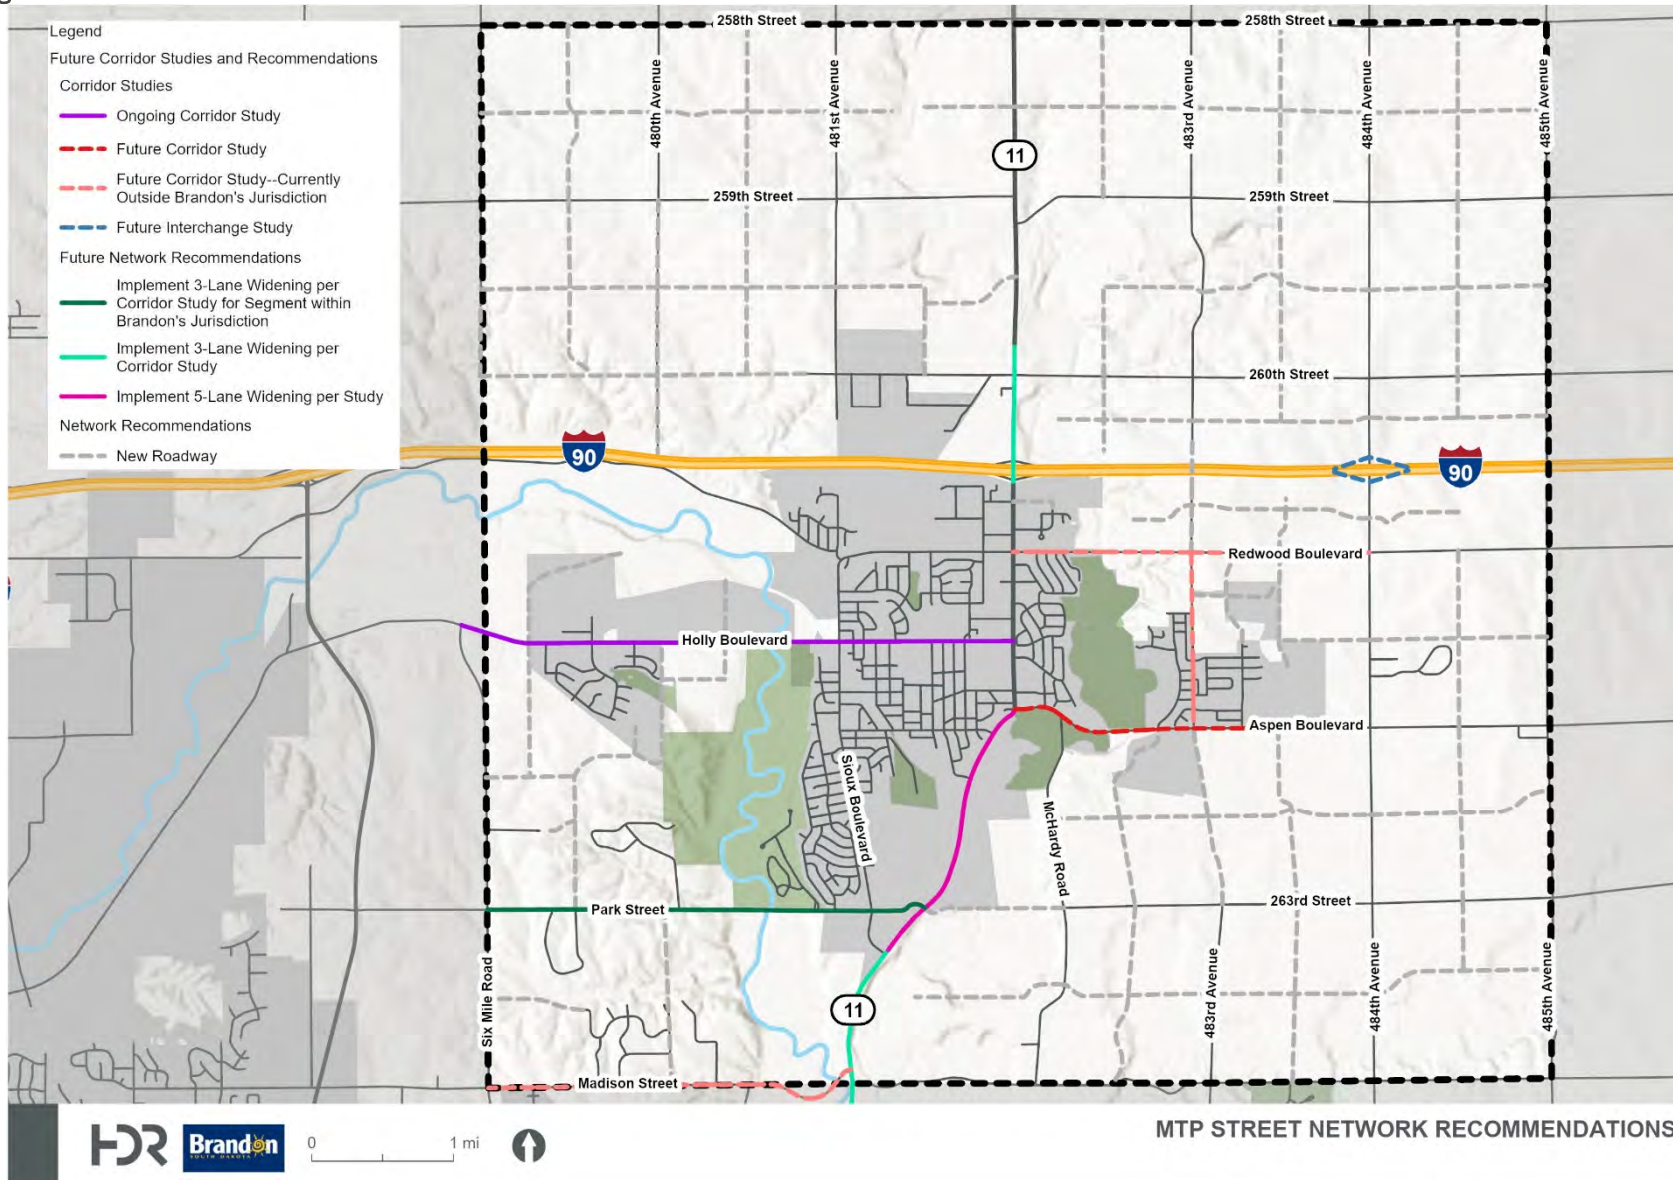 Legend
Future Corridor Studies and Recommendations
Corridor Studies
Ongoing Corridor Study
Future Corridor Study
Future Corridor Study--Currently
Outside Brandon's Jurisdiction
Future Interchange Study
Future Network Recommendations
Implement 3-Lane Widening per
Corridor Study for Segment within
Brandon's Jurisdiction
Implement 3-Lane Widening per
Corridor Study
Implement 5-Lane Widening per Study
Network Recommendations
New Roadway
258th Street
258th Street
480th Avenue
481st Avenue
483rd Avenue
484th Avenue
485th Avenue
11
259th Street
259th Street
260th Street
90
90
Redwood Boulevard
Holly Boulevard
Aspen Boulevard
Sioux Boulevard
McHardy Road
Park Street
263rd Street
Six Mile Road
483rd Avenue
484th Avenue
485th Avenue
11
Madison Street
HDR
Brandon
SOUTH DAKOTA
0 1 mi
MTP STREET NETWORK RECOMMENDATIONS